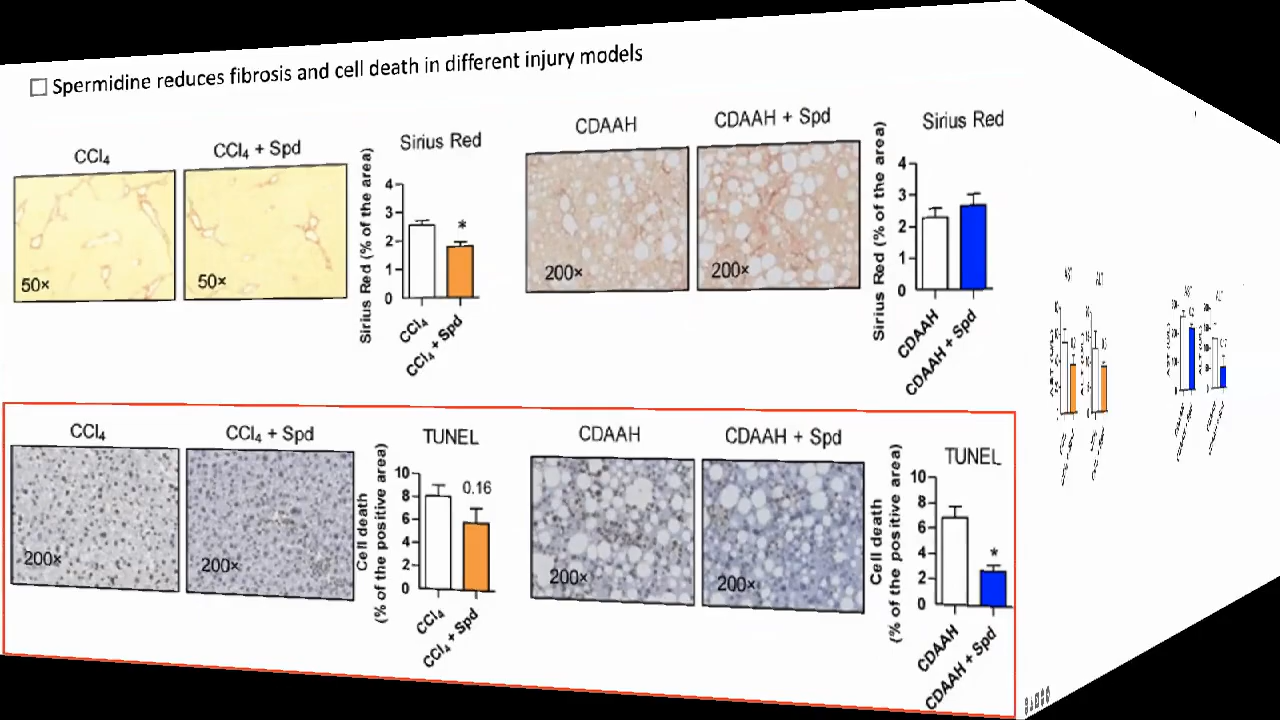 Spermidine reduces fibrosis and cell death in different injury models
CCl₄
CCl₄ + Spd
Sirius Red
CDAAH
CDAAH + Spd
Sirius Red
50×
50×
Sirius Red (% of the area)
4
3
2
1
0
*
CCl₄
CCl₄ + Spd
200×
200×
Sirius Red (% of the area)
4
3
2
1
0
CDAAH
CDAAH + Spd
CCl₄
CCl₄ + Spd
TUNEL
CDAAH
CDAAH + Spd
TUNEL
200×
200×
Cell death
(% of the positive area)
10
8
6
4
2
0
0.16
CCl₄
CCl₄ + Spd
200×
200×
Cell death
(% of the positive area)
10
8
6
4
2
0
*
CDAAH
CDAAH + Spd